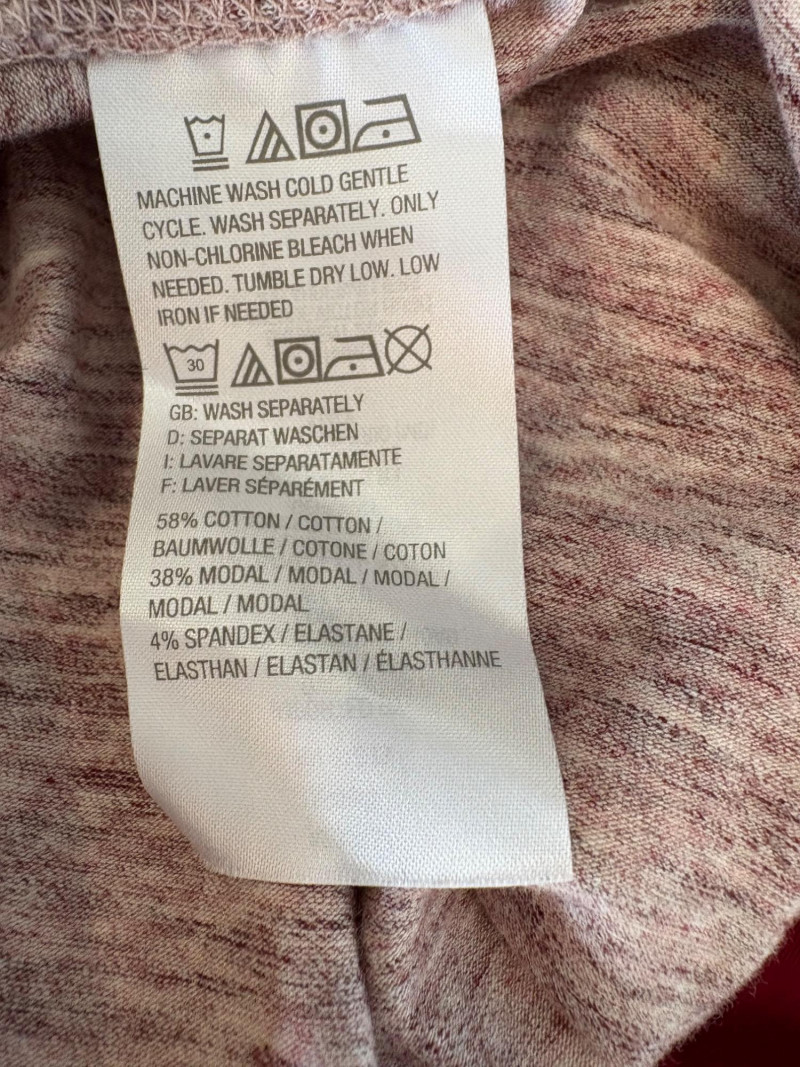 MACHINE WASH COLD GENTLE
CYCLE. WASH SEPARATELY. ONLY
NON-CHLORINE BLEACH WHEN
NEEDED. TUMBLE DRY LOW. LOW
IRON IF NEEDED
30
GB: WASH SEPARATELY
D: SEPARAT WASCHEN
I: LAVARE SEPARATAMENTE
F: LAVER SÉPARÉMENT
58% COTTON / COTTON /
BAUMWOLLE / COTONE / COTON
38% MODAL / MODAL / MODAL /
MODAL / MODAL
4% SPANDEX / ELASTANE /
ELASTHAN / ELASTAN / ÉLASTHANNE